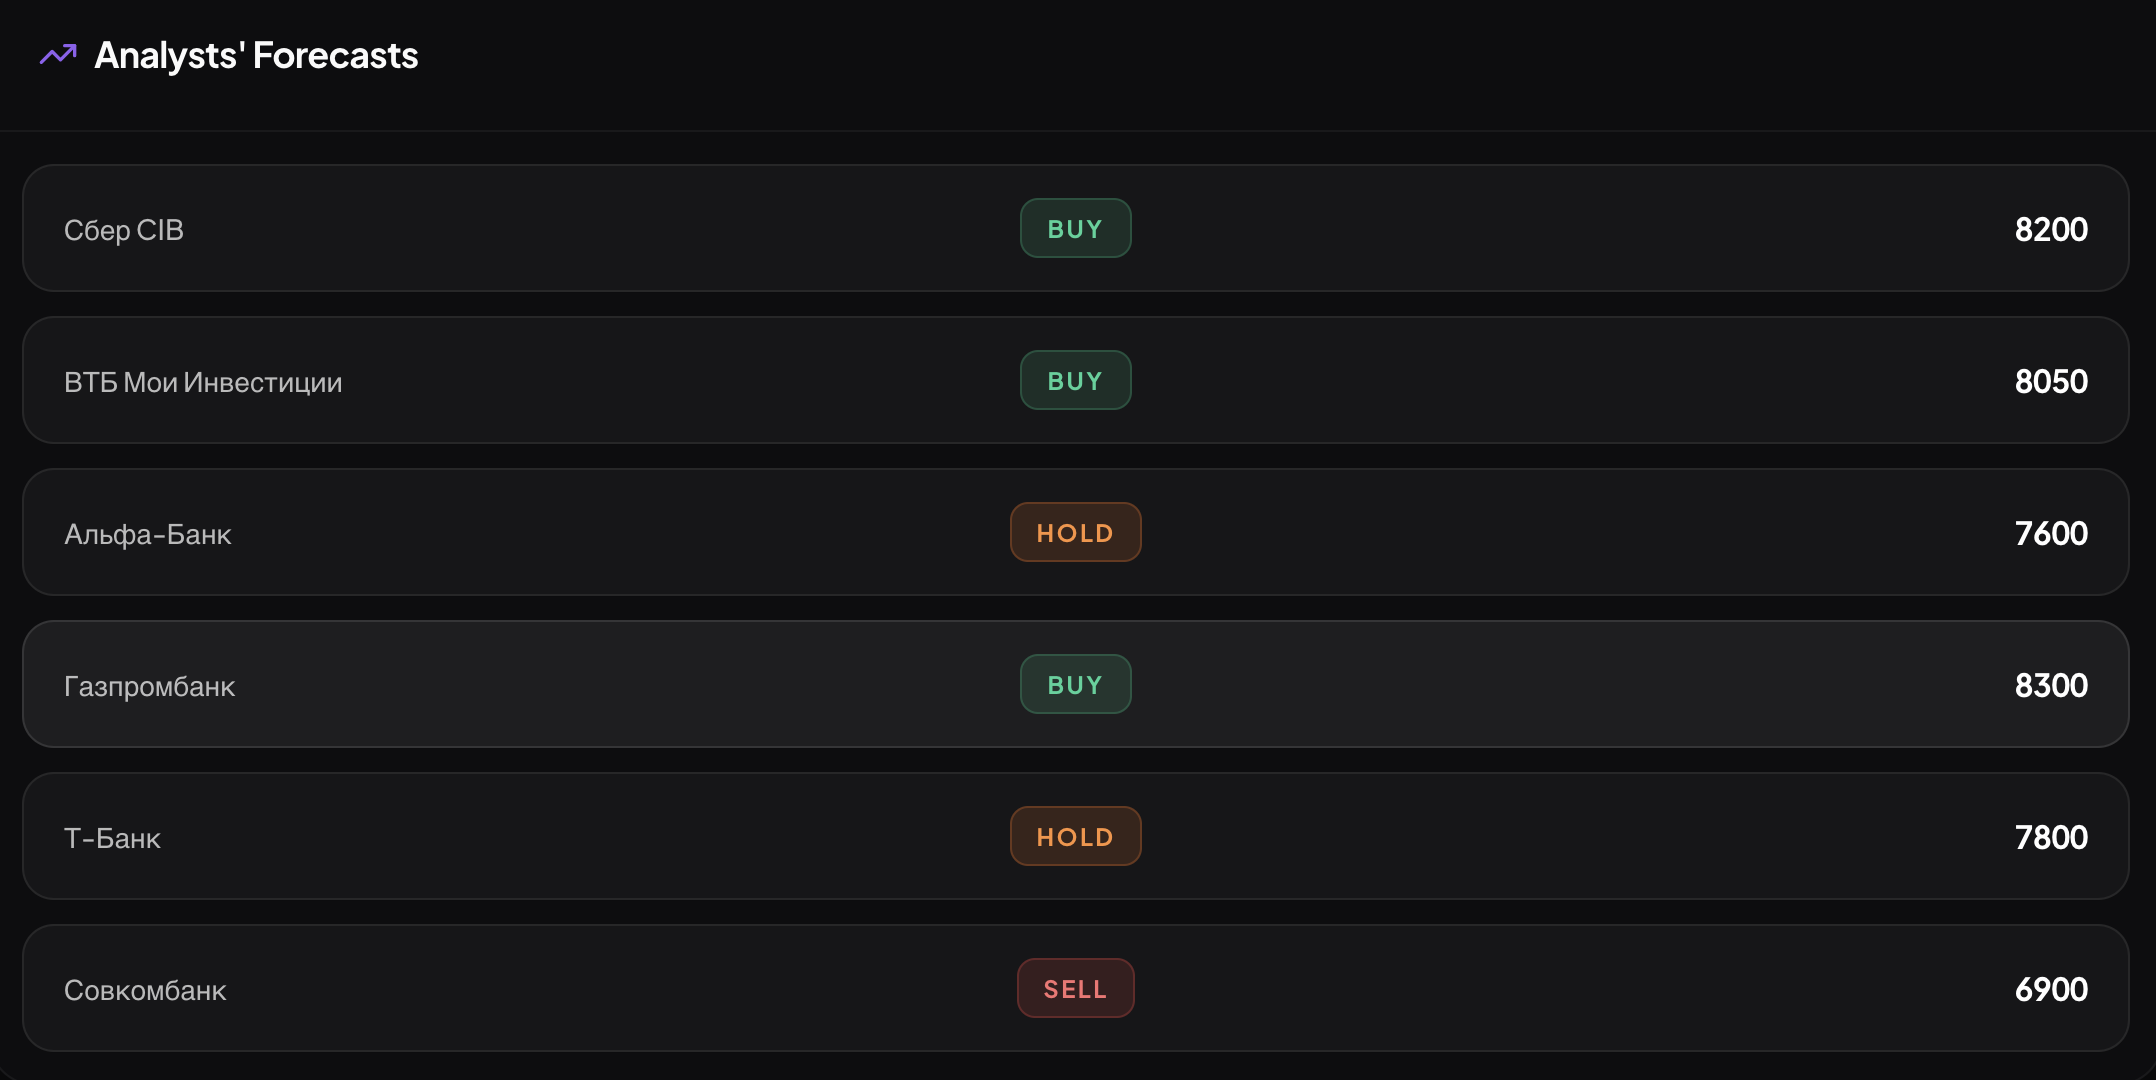 Analysts' Forecasts
Сбер CIB BUY 8200
ВТБ Мои Инвестиции BUY 8050
Альфа-Банк HOLD 7600
Газпромбанк BUY 8300
Т-Банк HOLD 7800
Совкомбанк SELL 6900